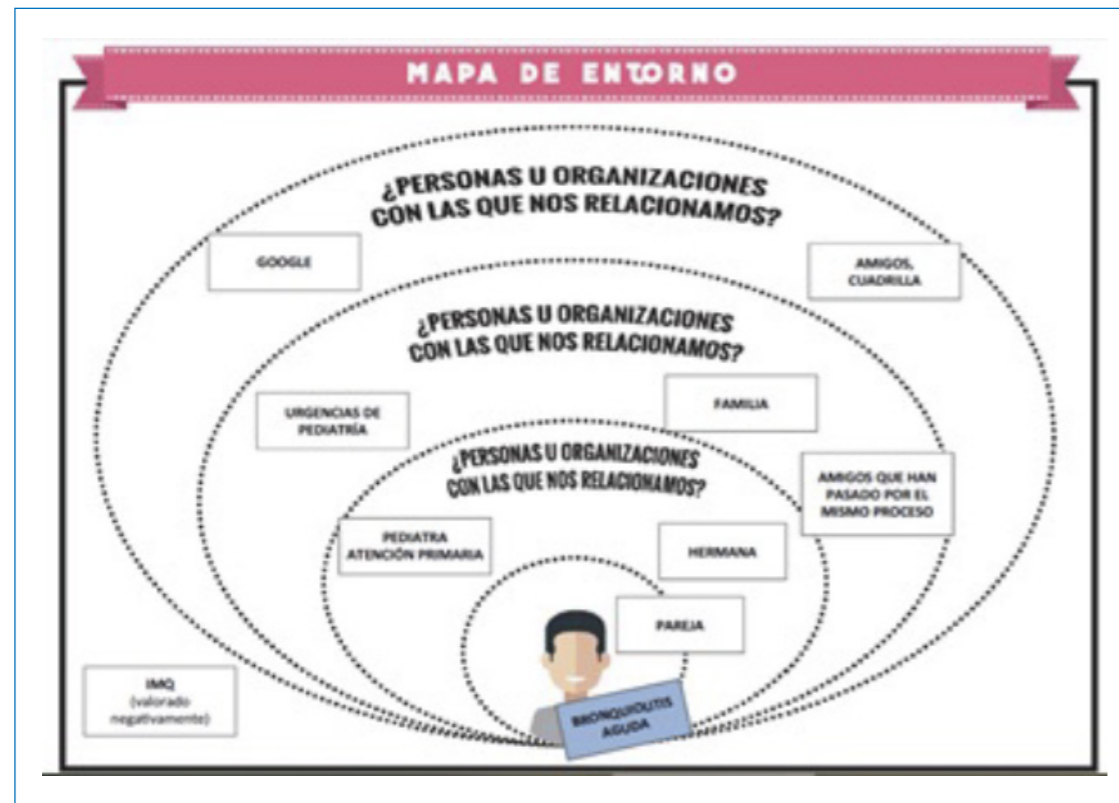 MAPA DE ENTORNO
¿PERSONAS U ORGANIZACIONES
CON LAS QUE NOS RELACIONAMOS?
GOOGLE
AMIGOS,
CUADRILLA
¿PERSONAS U ORGANIZACIONES
CON LAS QUE NOS RELACIONAMOS?
URGENCIAS DE
PEDIATRÍA
FAMILIA
¿PERSONAS U ORGANIZACIONES
CON LAS QUE NOS RELACIONAMOS?
AMIGOS QUE HAN
PASADO POR EL
MISMO PROCESO
PEDIATRA
ATENCIÓN PRIMARIA
HERMANA
PAREJA
IMQ
(valorado
negativamente)
BRONQUIOLITIS
AGUDA